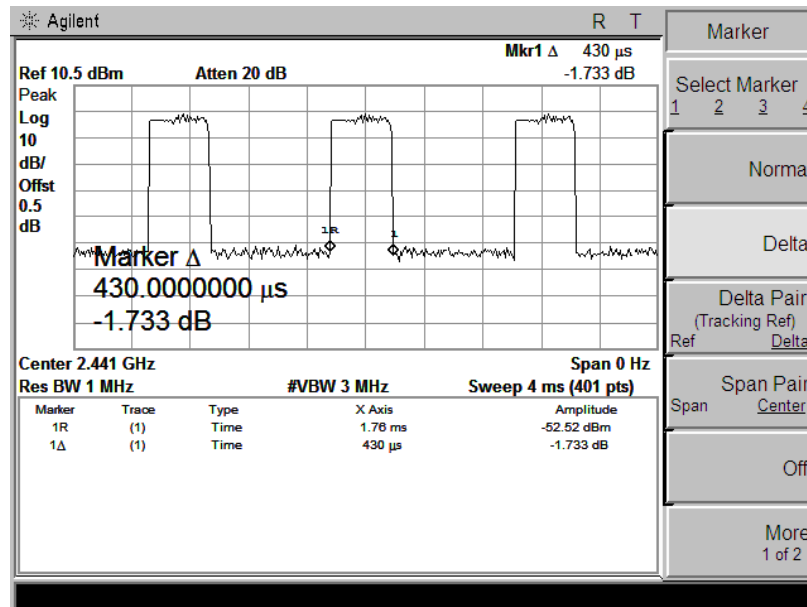 Agilent R T
Mkr1 Δ 430 μs
Ref 10.5 dBm Atten 20 dB -1.733 dB
Peak
Log
10
dB/
Offst
0.5
dB
1R
1
Marker Δ
430.0000000 μs
-1.733 dB
Center 2.441 GHz Span 0 Hz
Res BW 1 MHz #VBW 3 MHz Sweep 4 ms (401 pts)
Marker Trace Type X Axis Amplitude
1R (1) Time 1.76 ms -52.52 dBm
1Δ (1) Time 430 μs -1.733 dB
Marker
Select Marker
1 2 3 4
Norma
Delta
Delta Pair
(Tracking Ref)
Ref Delta
Span Pair
Span Center
Off
More
1 of 2